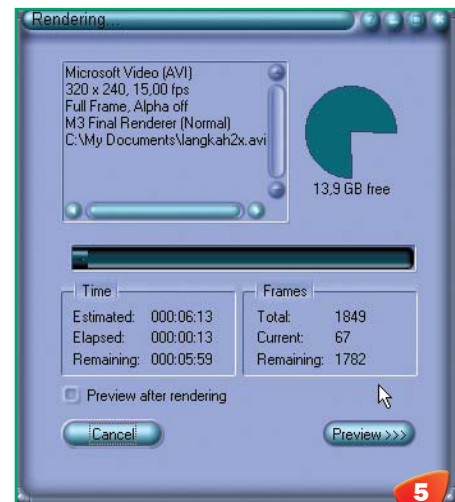 Rendering...
Microsoft Video (AVI)
320 x 240, 15,00 fps
Full Frame, Alpha off
M3 Final Renderer (Normal)
C:\My Documents\langkah2x.avi
13,9 GB free
Time
Estimated: 000:06:13
Elapsed: 000:00:13
Remaining: 000:05:59
Frames
Total: 1849
Current: 67
Remaining: 1782
Preview after rendering
Cancel
Preview >>>
5